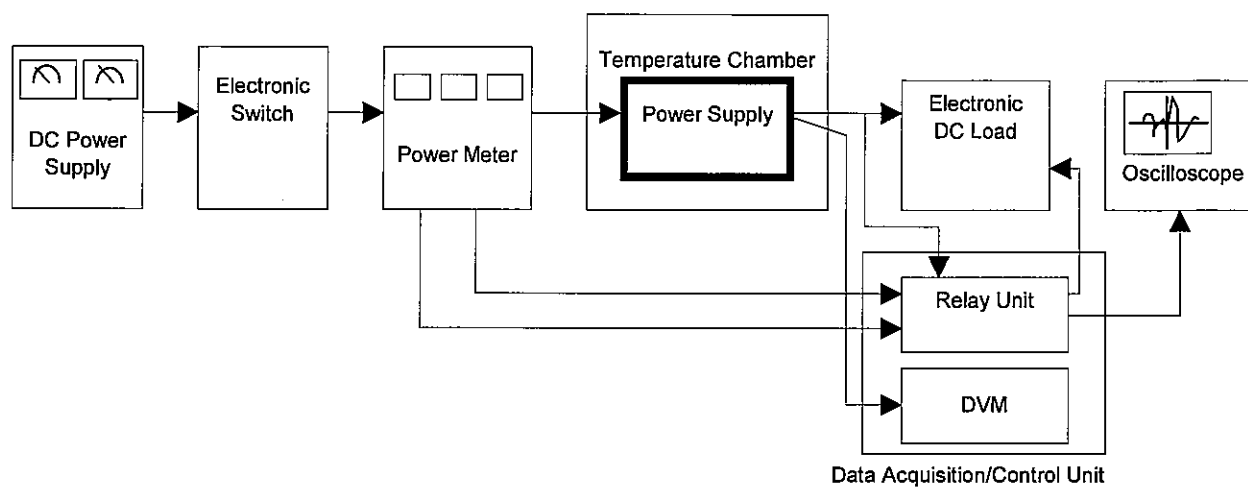 DC Power
Supply
Electronic
Switch
Power Meter
Temperature Chamber
Power Supply
Electronic
DC Load
Oscilloscope
Relay Unit
DVM
Data Acquisition/Control Unit